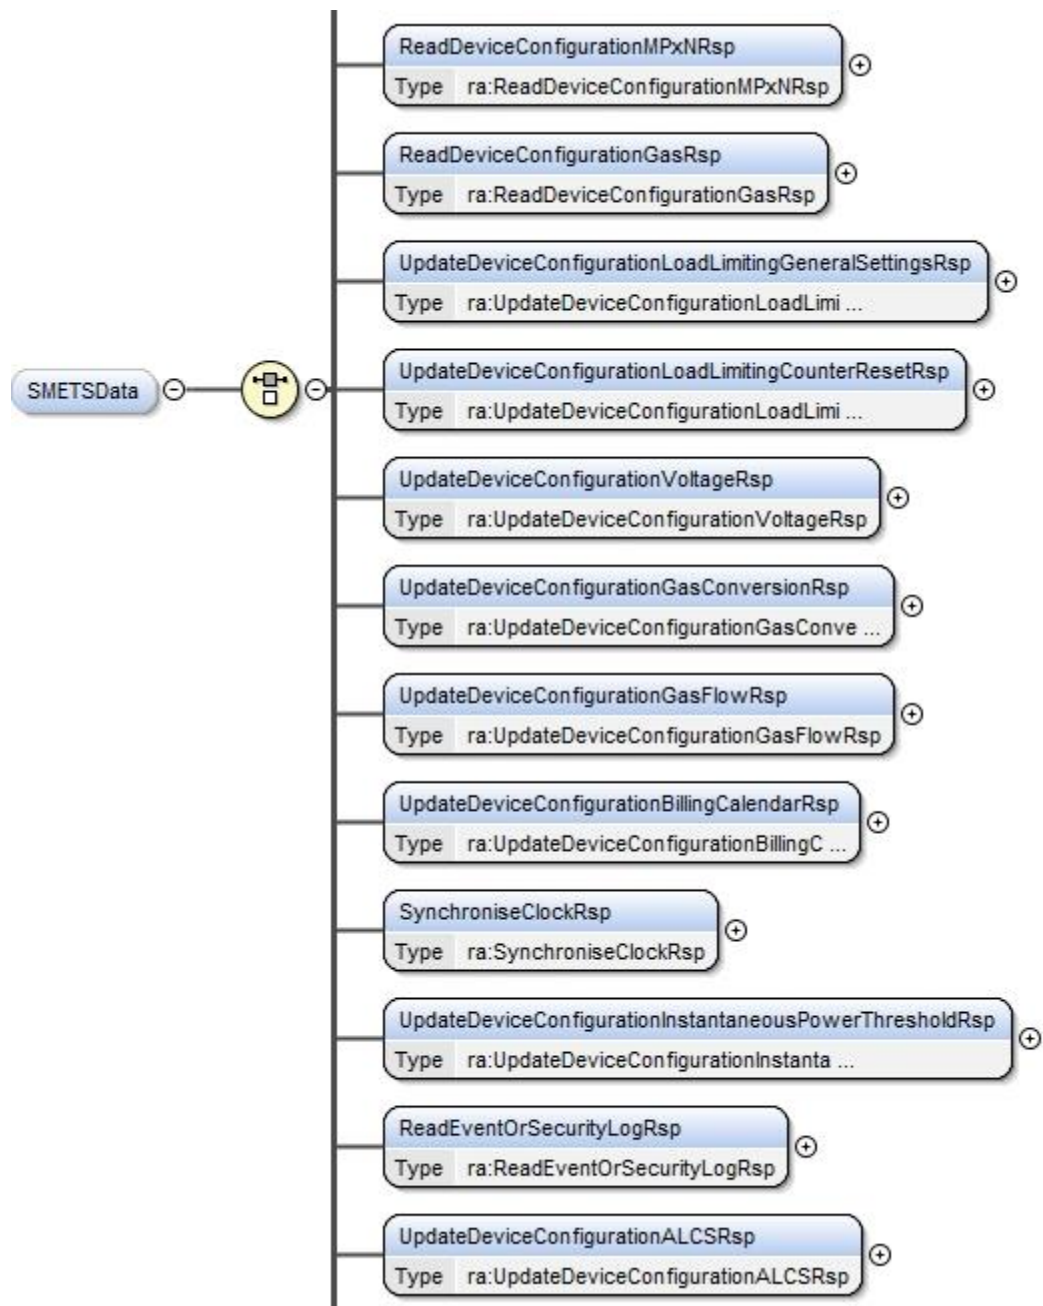 ReadDeviceConfigurationMPxNRsp
Type ra:ReadDeviceConfigurationMPxNRsp
ReadDeviceConfigurationGasRsp
Type ra:ReadDeviceConfigurationGasRsp
UpdateDeviceConfigurationLoadLimitingGeneralSettingsRsp
Type ra:UpdateDeviceConfigurationLoadLimi ...
SMETSData
UpdateDeviceConfigurationLoadLimitingCounterResetRsp
Type ra:UpdateDeviceConfigurationLoadLimi ...
UpdateDeviceConfigurationVoltageRsp
Type ra:UpdateDeviceConfigurationVoltageRsp
UpdateDeviceConfigurationGasConversionRsp
Type ra:UpdateDeviceConfigurationGasConve ...
UpdateDeviceConfigurationGasFlowRsp
Type ra:UpdateDeviceConfigurationGasFlowRsp
UpdateDeviceConfigurationBillingCalendarRsp
Type ra:UpdateDeviceConfigurationBillingC ...
SynchroniseClockRsp
Type ra:SynchroniseClockRsp
UpdateDeviceConfigurationInstantaneousPowerThresholdRsp
Type ra:UpdateDeviceConfigurationInstanta ...
ReadEventOrSecurityLogRsp
Type ra:ReadEventOrSecurityLogRsp
UpdateDeviceConfigurationALCSRsp
Type ra:UpdateDeviceConfigurationALCSRsp